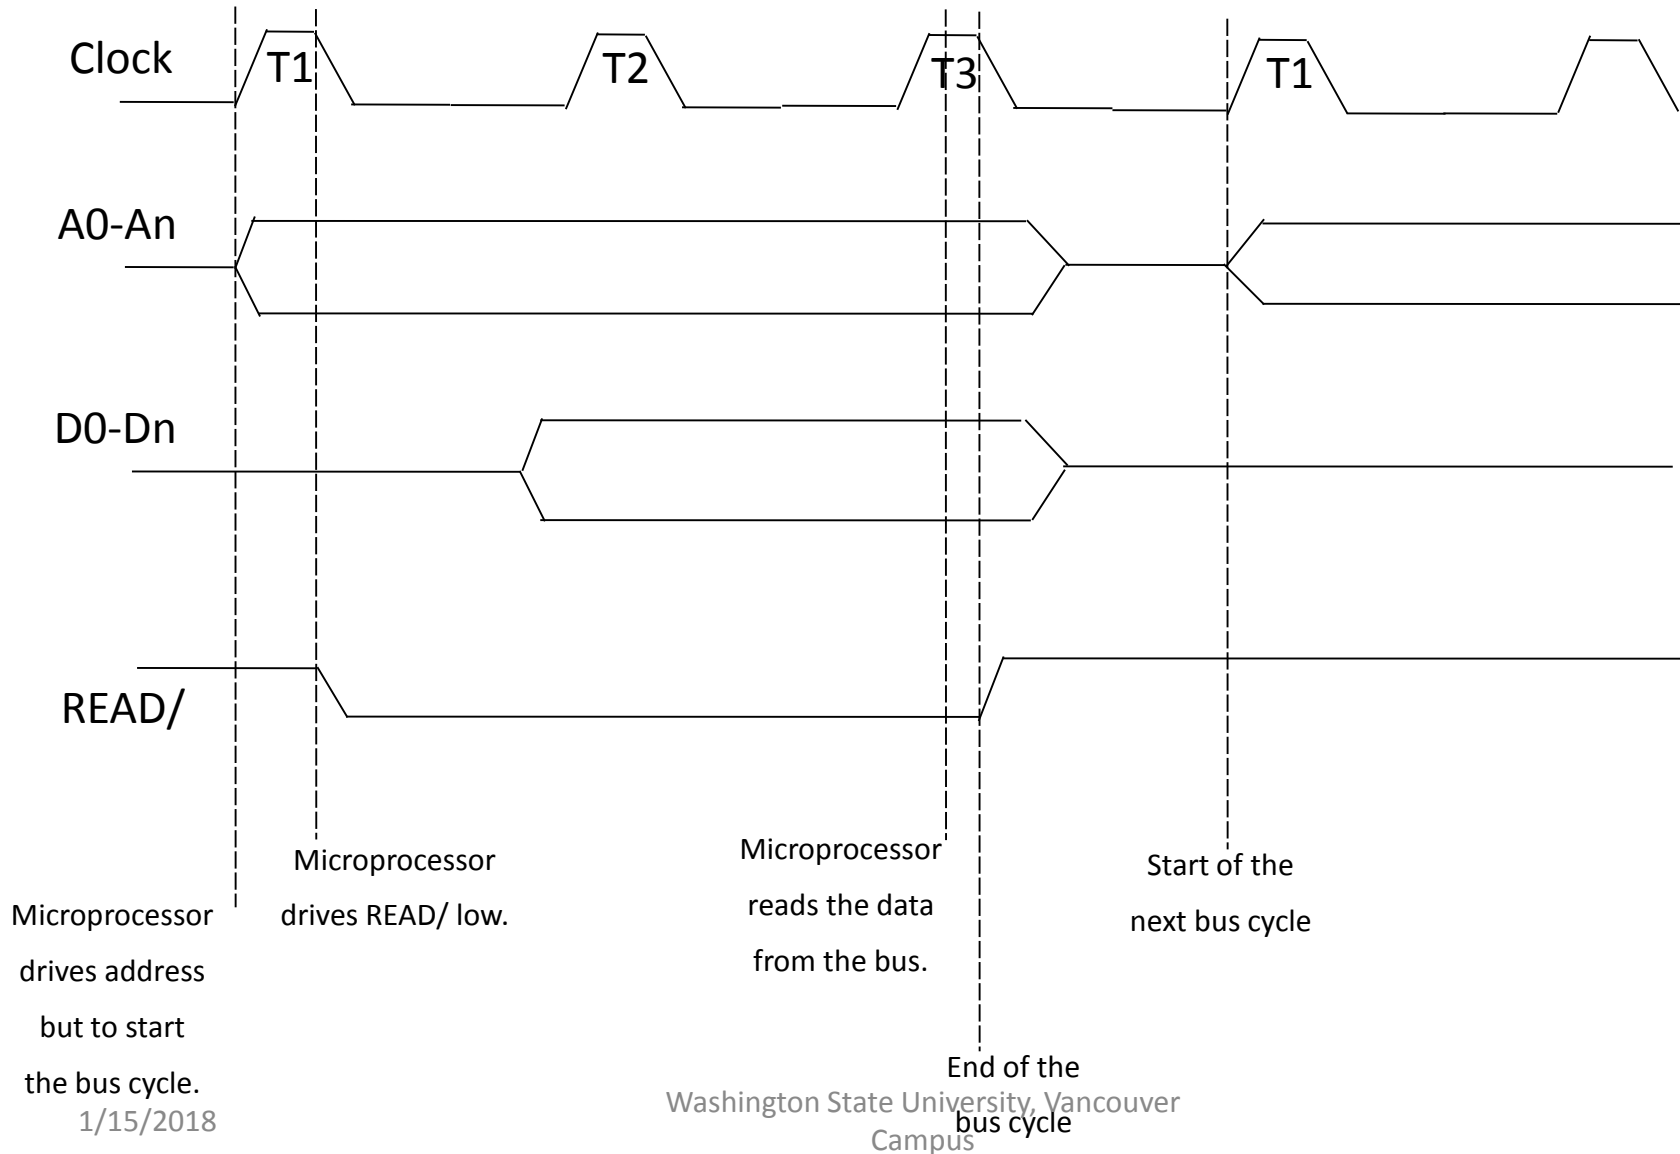 Clock
T1
T2
T3
T1
A0-An
D0-Dn
READ/
Microprocessor
drives address
but to start
the bus cycle.
Microprocessor
drives READ/ low.
Microprocessor
reads the data
from the bus.
End of the
bus cycle
Start of the
next bus cycle
1/15/2018
Washington State University, Vancouver
Campus